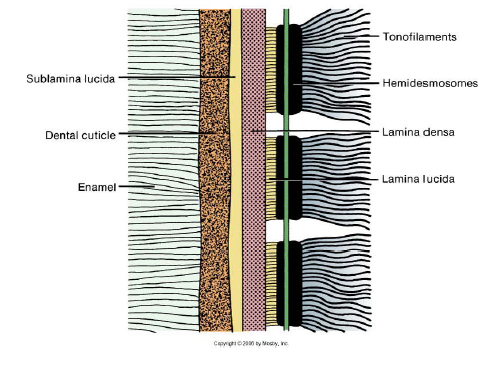 Tonofilaments
Sublamina lucida
Hemidesmosomes
Dental cuticle
Lamina densa
Enamel
Lamina lucida
Copyright © 2006 by Mosby, Inc.